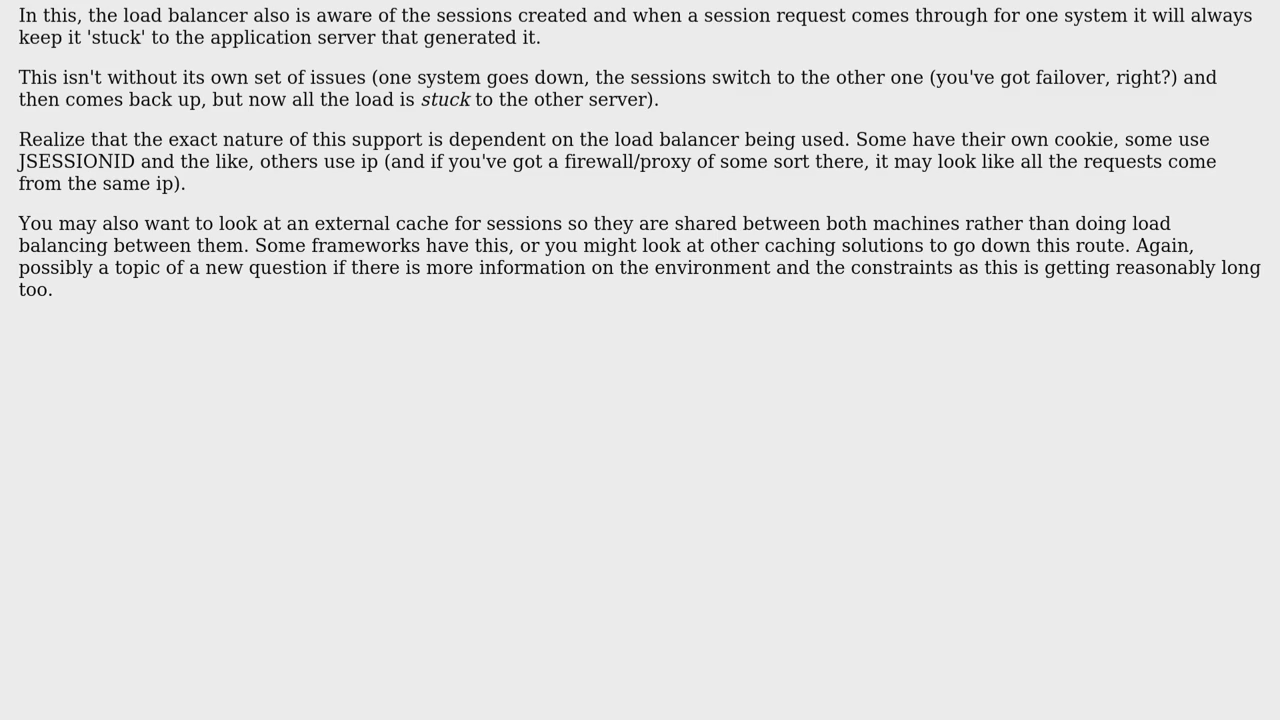 In this, the load balancer also is aware of the sessions created and when a session request comes through for one system it will always
keep it 'stuck' to the application server that generated it.
This isn't without its own set of issues (one system goes down, the sessions switch to the other one (you've got failover, right?) and
then comes back up, but now all the load is stuck to the other server).
Realize that the exact nature of this support is dependent on the load balancer being used. Some have their own cookie, some use
JSESSIONID and the like, others use ip (and if you've got a firewall/proxy of some sort there, it may look like all the requests come
from the same ip).
You may also want to look at an external cache for sessions so they are shared between both machines rather than doing load
balancing between them. Some frameworks have this, or you might look at other caching solutions to go down this route. Again,
possibly a topic of a new question if there is more information on the environment and the constraints as this is getting reasonably long
too.